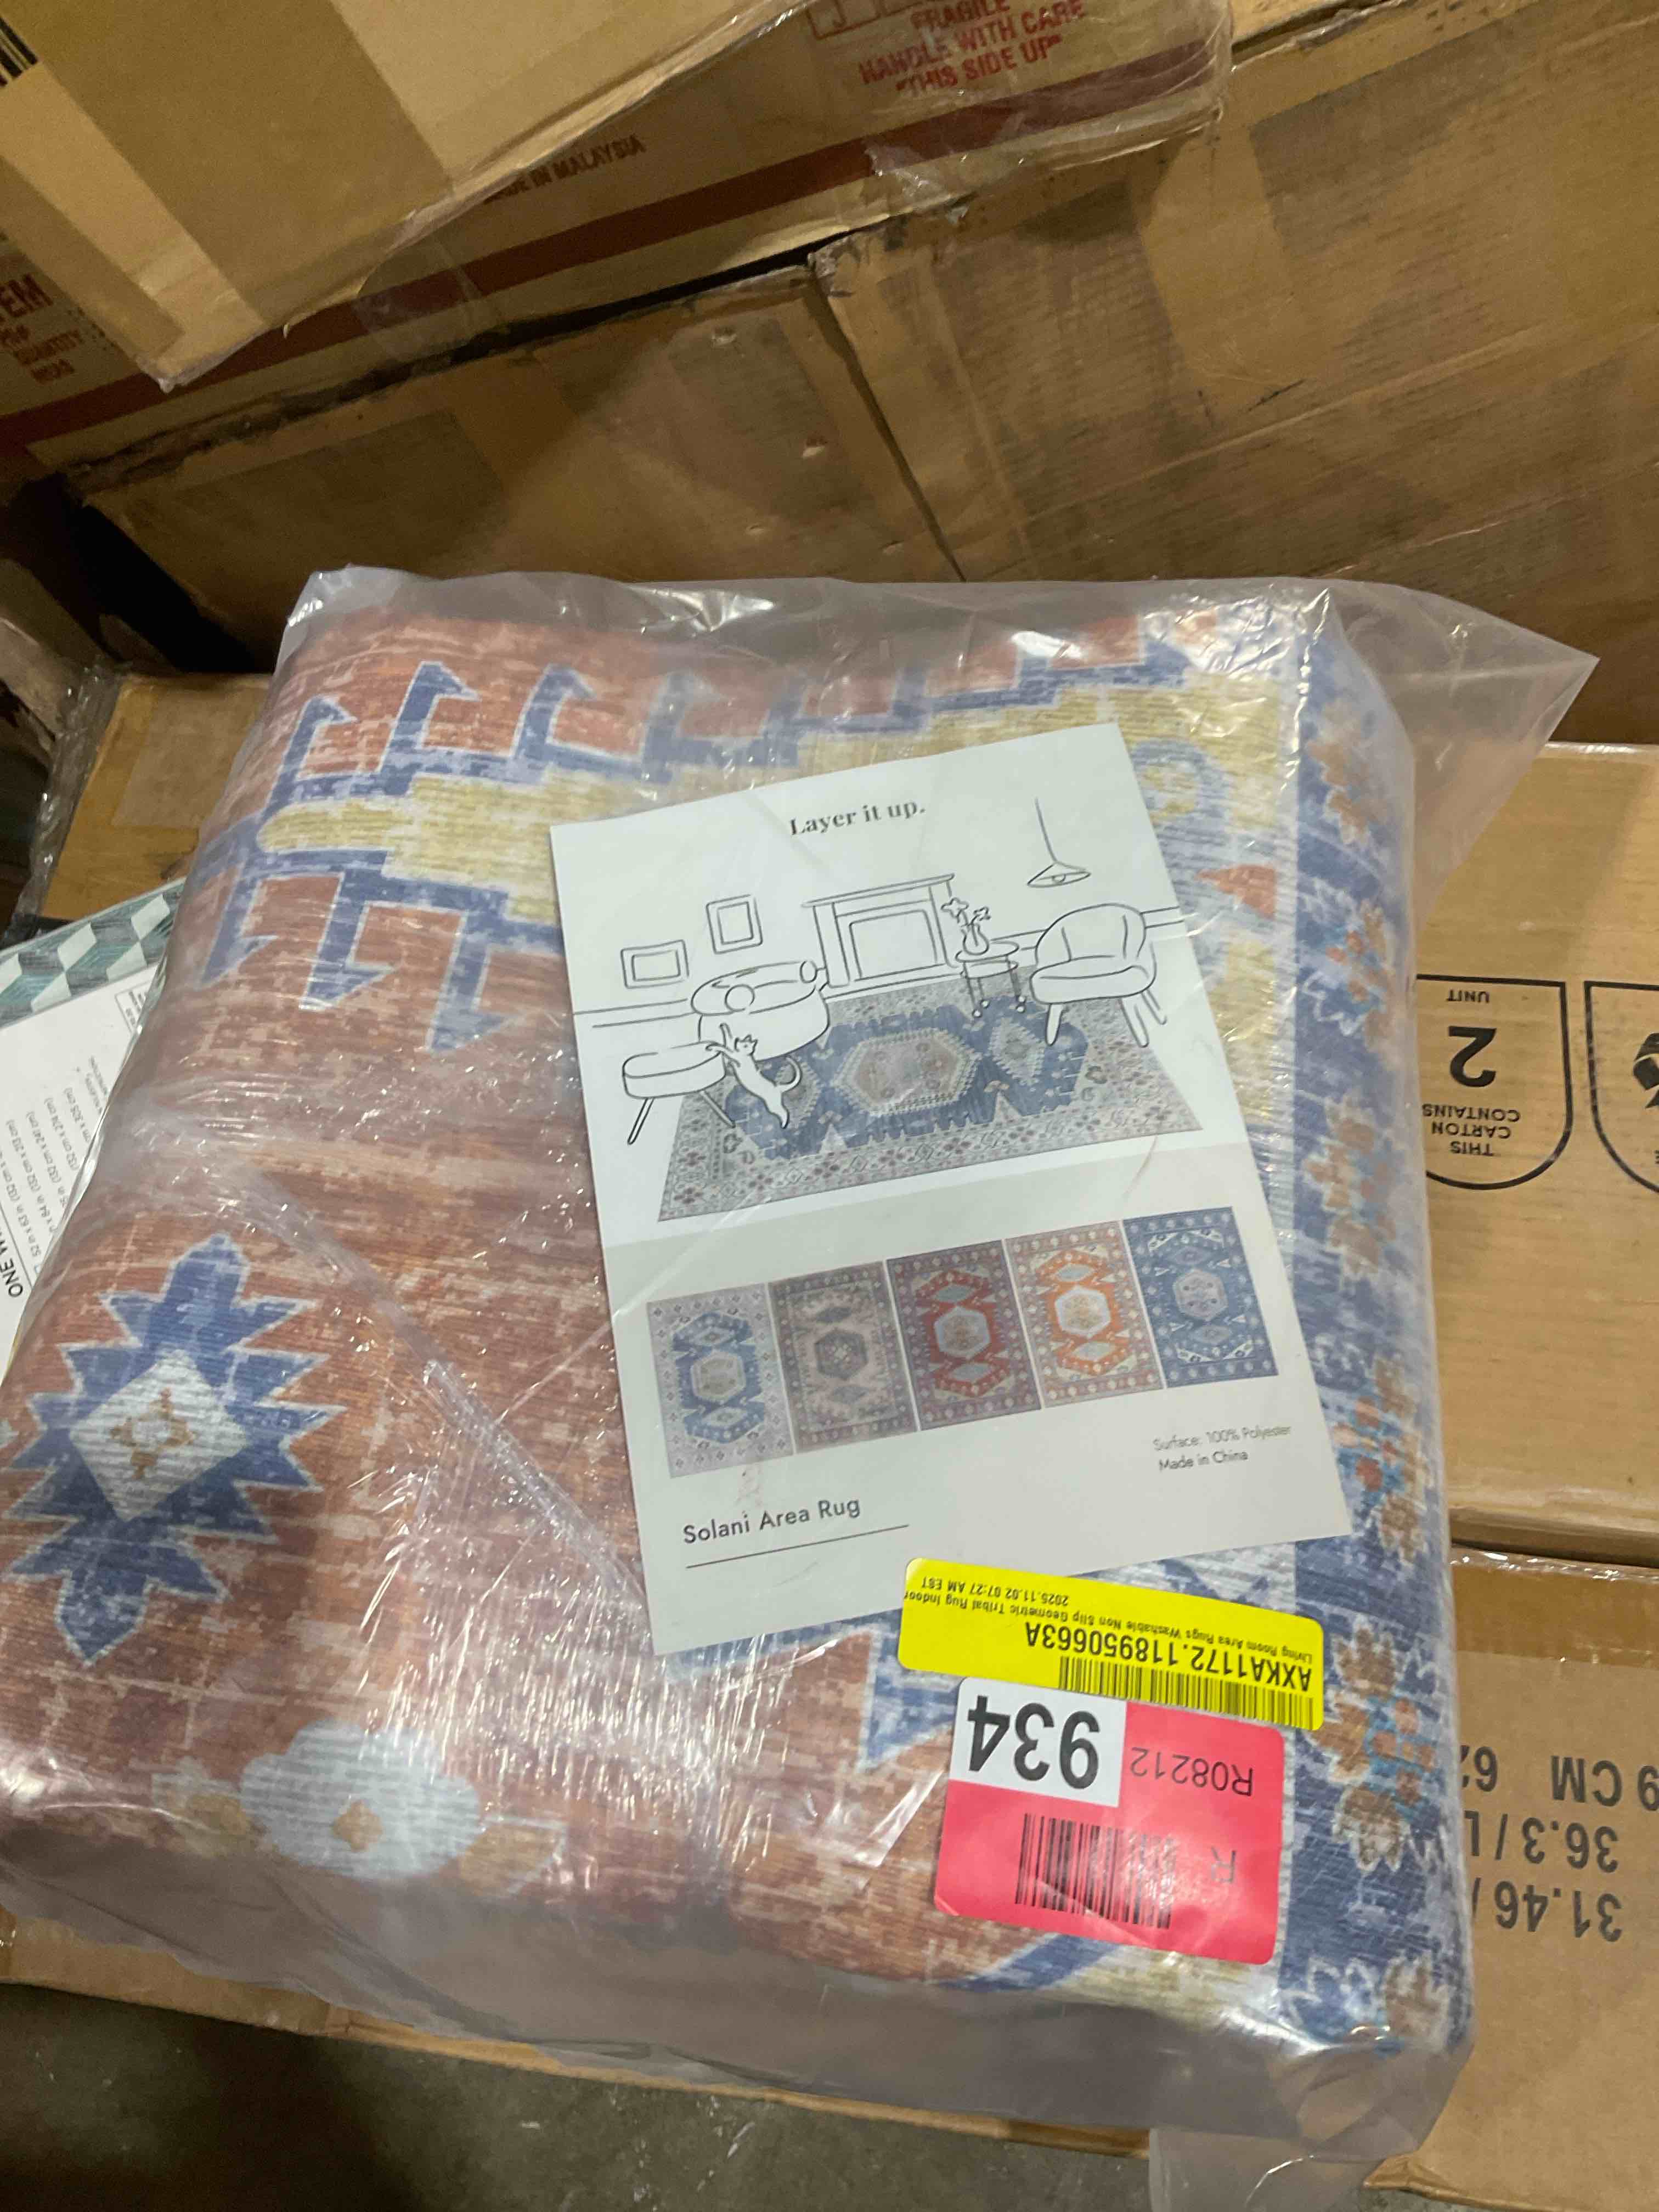 FRAGILE
HANDLE WITH CARE
"THIS SIDE UP"
MADE IN MALAYSIA
QUANTITY
Layer it up.
Surface: 100% Polyester
Made in China
Solani Area Rug
AXKA1172.118950663A
Living Room Area Rugs Washable Non Slip Geometric Tribal Rug Indoor
2025.11.02 07:27 AM EST
R08212
934
R
THIS
CARTON
CONTAINS
2
UNIT
31.46 /
36.3 / L
9 CM